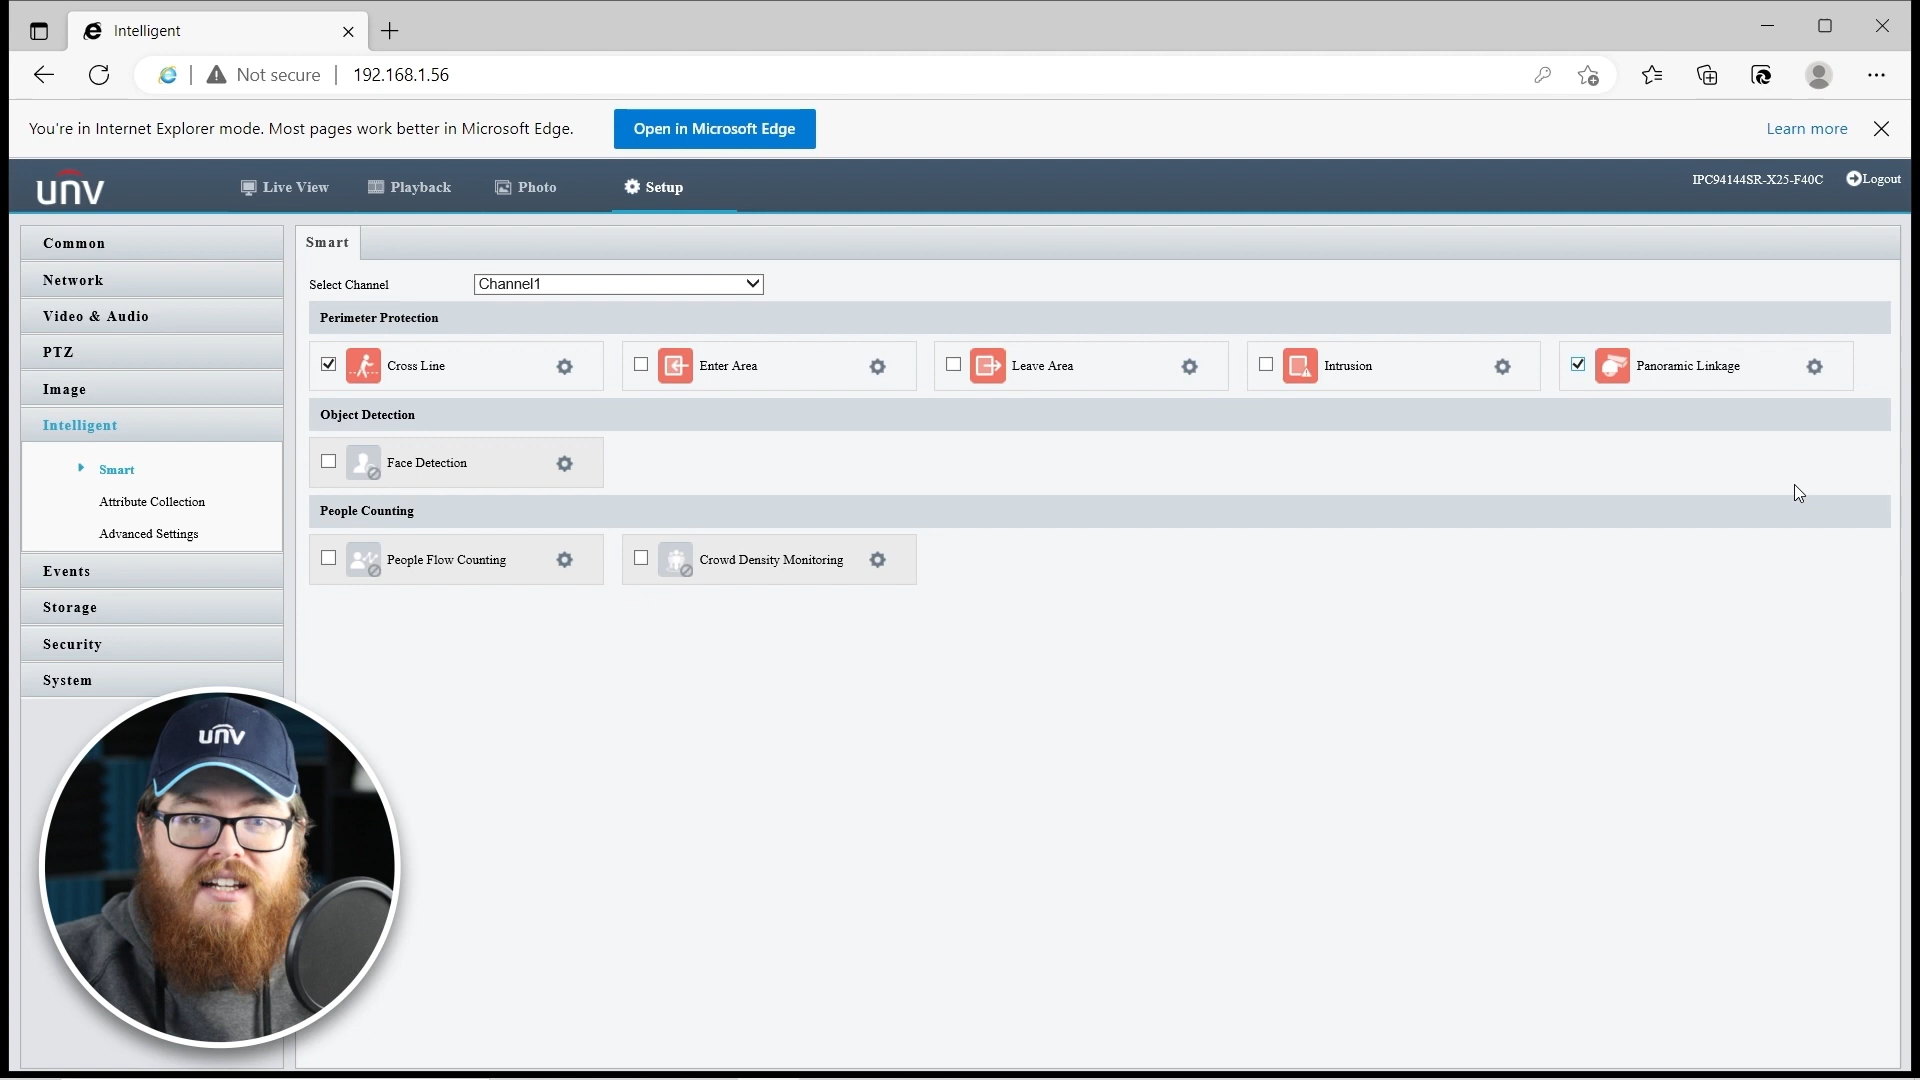 Intelligent
Not secure
192.168.1.56
You're in Internet Explorer mode. Most pages work better in Microsoft Edge.
Open in Microsoft Edge
Learn more
unv
Live View
Playback
Photo
Setup
IPC94144SR-X25-F40C
Logout
Common
Network
Video & Audio
PTZ
Image
Intelligent
Smart
Attribute Collection
Advanced Settings
Events
Storage
Security
System
Smart
Select Channel
Channel1
Perimeter Protection
Cross Line
Enter Area
Leave Area
Intrusion
Panoramic Linkage
Object Detection
Face Detection
People Counting
People Flow Counting
Crowd Density Monitoring
unv